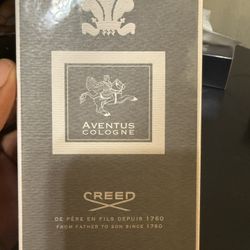 AVENTUS
COLOGNE
CREED
DE PÈRE EN FILS DEPUIS 1760
FROM FATHER TO SON SINCE 1760